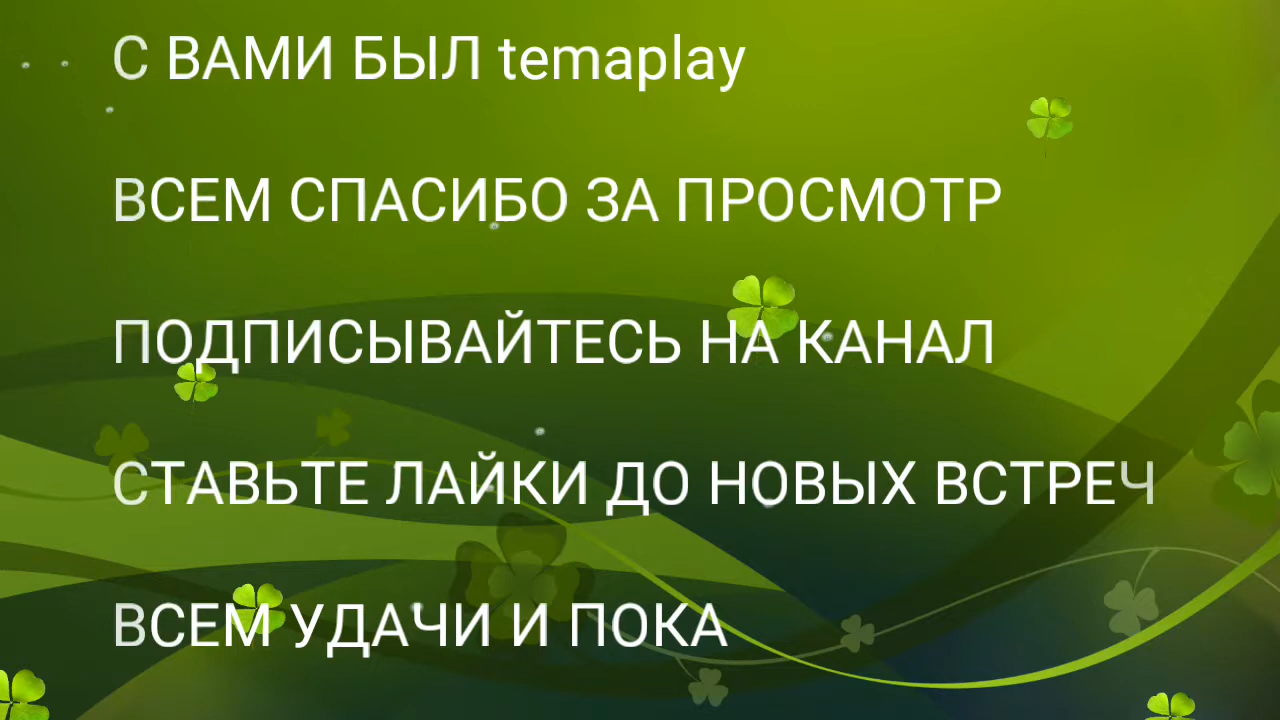 С ВАМИ БЫЛ temaplay
ВСЕМ СПАСИБО ЗА ПРОСМОТР
ПОДПИСЫВАЙТЕСЬ НА КАНАЛ
СТАВЬТЕ ЛАЙКИ ДО НОВЫХ ВСТРЕЧ
ВСЕМ УДАЧИ И ПОКА